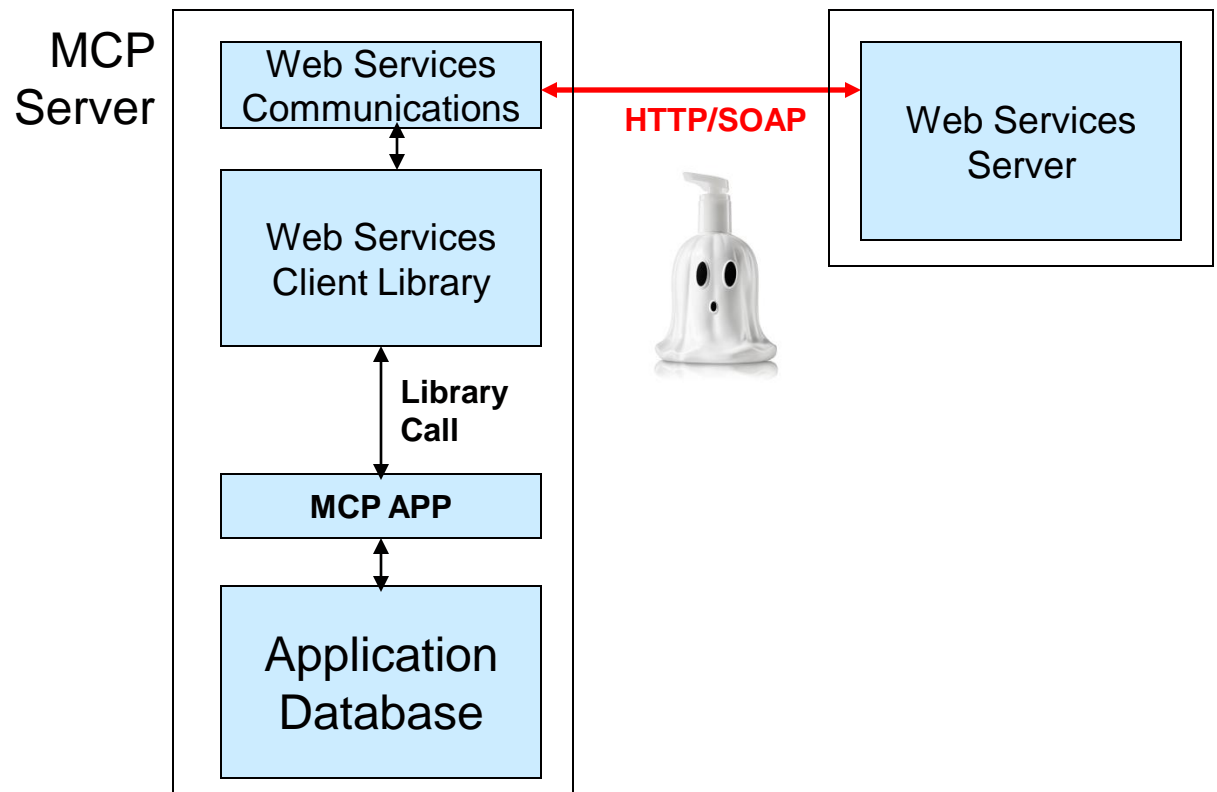 MCP
Server
Web Services
Communications
HTTP/SOAP
Web Services
Server
Web Services
Client Library
Library
Call
MCP APP
Application
Database